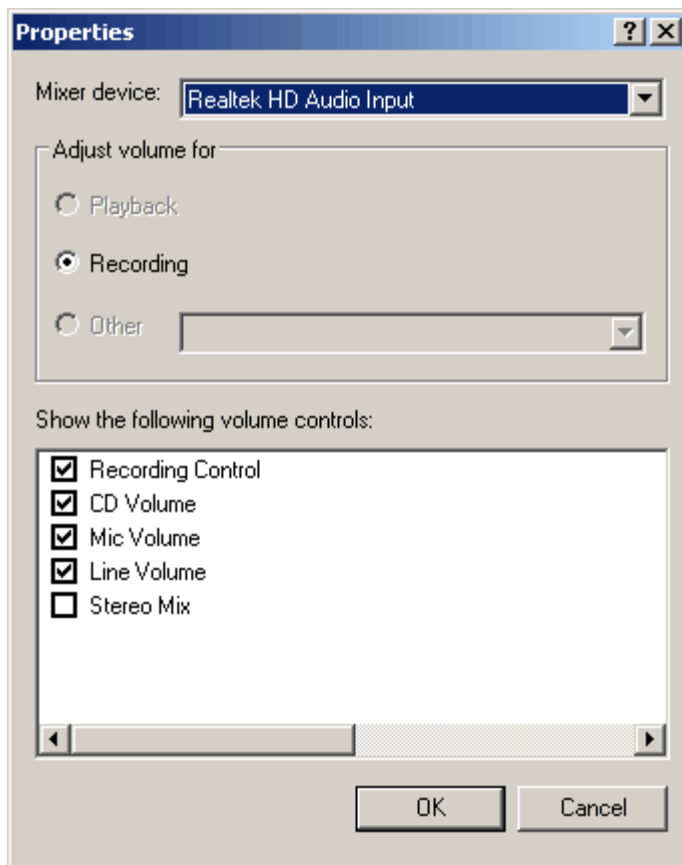 Properties
Mixer device: Realtek HD Audio Input
Adjust volume for
Playback
Recording
Other
Show the following volume controls:
Recording Control
CD Volume
Mic Volume
Line Volume
Stereo Mix
OK Cancel